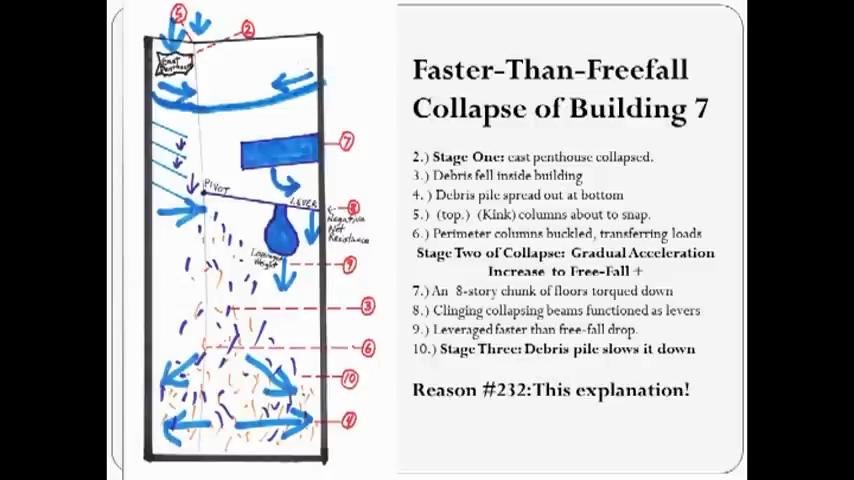 5
2
East
Penthouse
7
PIVOT
LEVER
8
Negative
Net
Resistance
Leveraged
Weight
9
3
6
10
4
Faster-Than-Freefall
Collapse of Building 7
2.) Stage One: east penthouse collapsed.
3.) Debris fell inside building
4. ) Debris pile spread out at bottom
5.) (top.) (Kink) columns about to snap.
6.) Perimeter columns buckled, transferring loads
Stage Two of Collapse: Gradual Acceleration
Increase to Free-Fall +
7.) An 8-story chunk of floors torqued down
8.) Clinging collapsing beams functioned as levers
9.) Leveraged faster than free-fall drop.
10.) Stage Three: Debris pile slows it down
Reason #232:This explanation!